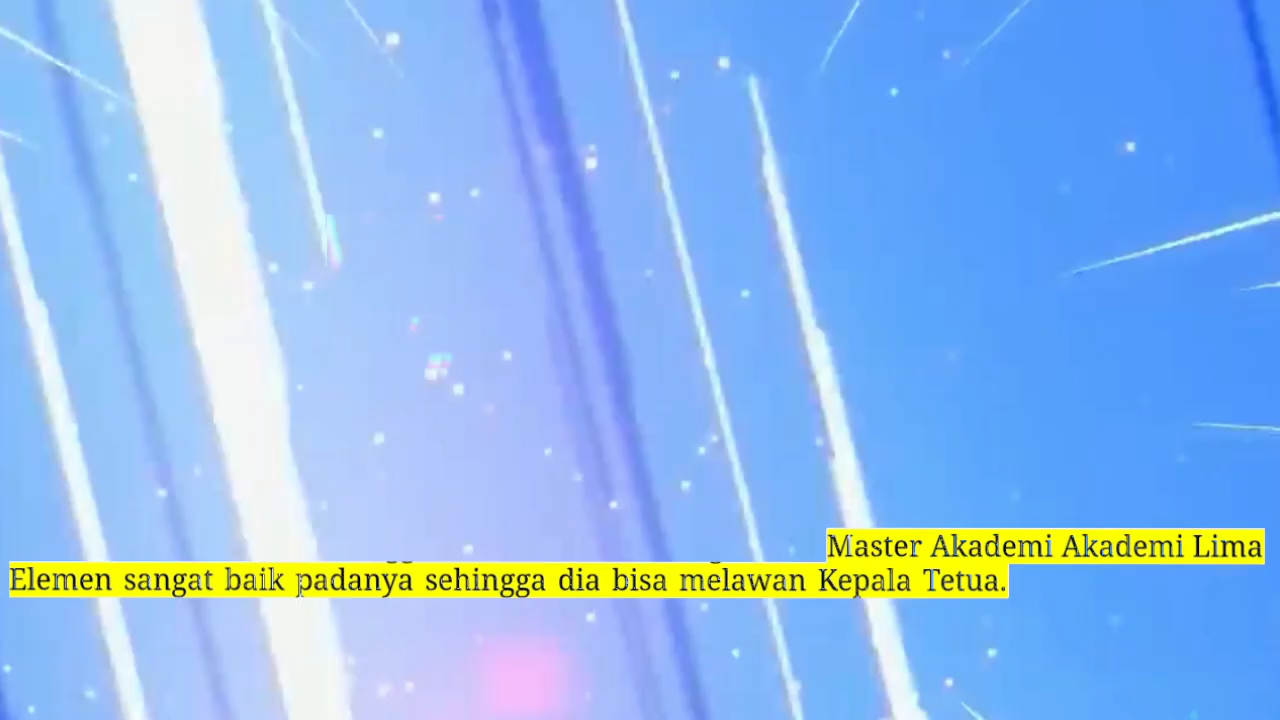 Master Akademi Akademi Lima
Elemen sangat baik padanya sehingga dia bisa melawan Kepala Tetua.